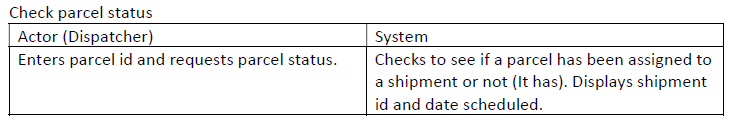 Check parcel status
Actor (Dispatcher)
System
Enters parcel id and requests parcel status.
Checks to see if a parcel has been assigned to
a shipment or not (It has). Displays shipment
id and date scheduled.